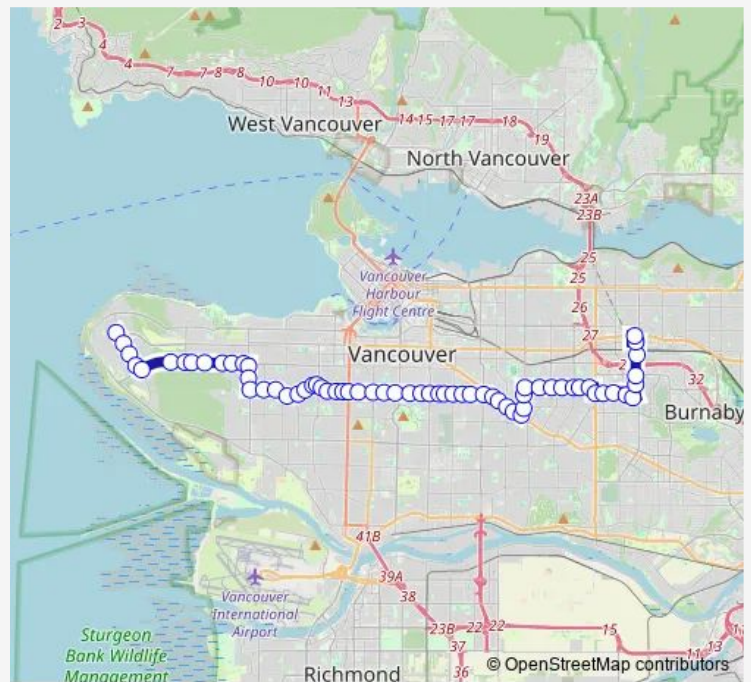 2
3
4
4
7
7
8
8
10
10
11
13
14
15
17
17
18
19
West Vancouver
North Vancouver
23A
23B
25
25
Vancouver
Harbour
Flight Centre
26
27
Vancouver
2
32
Burnaby
41B
39A
38
Vancouver
International
Airport
23B
22
22
15
11
13
37
36
Sturgeon
Bank Wildlife
Management
Richmond
© OpenStreetMap contributors